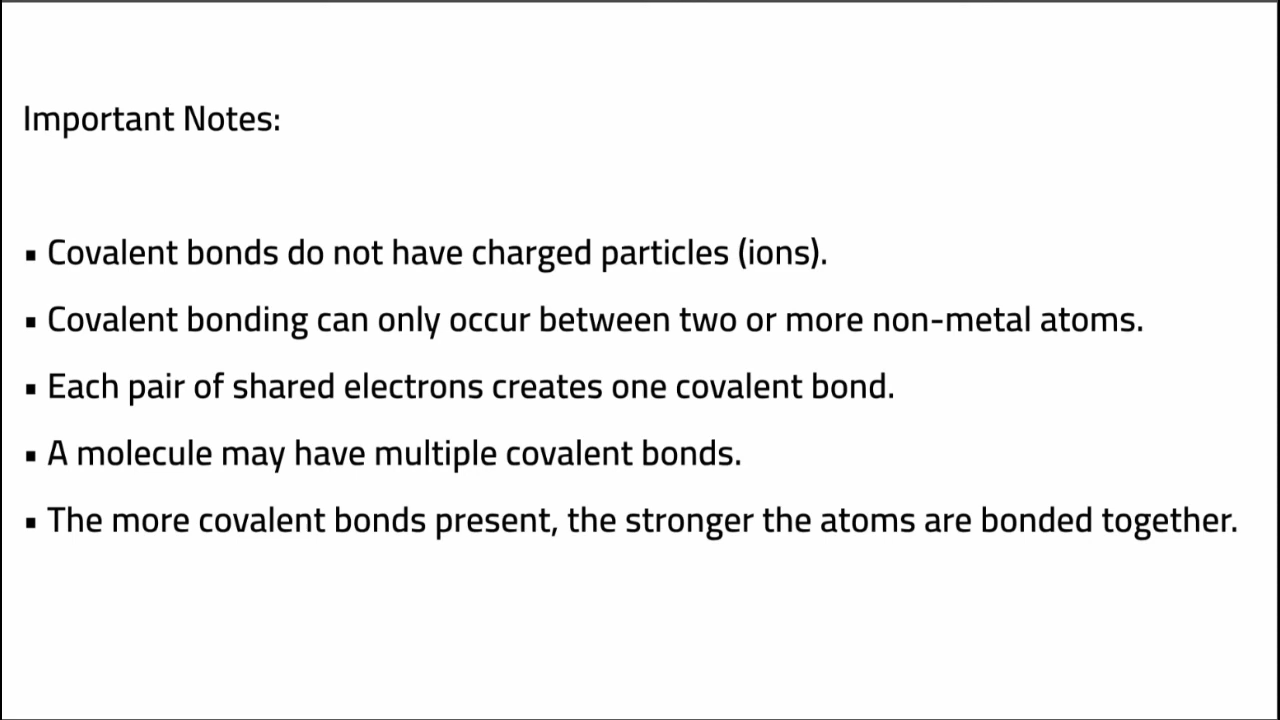 Important Notes:
▪ Covalent bonds do not have charged particles (ions).
▪ Covalent bonding can only occur between two or more non-metal atoms.
▪ Each pair of shared electrons creates one covalent bond.
▪ A molecule may have multiple covalent bonds.
▪ The more covalent bonds present, the stronger the atoms are bonded together.